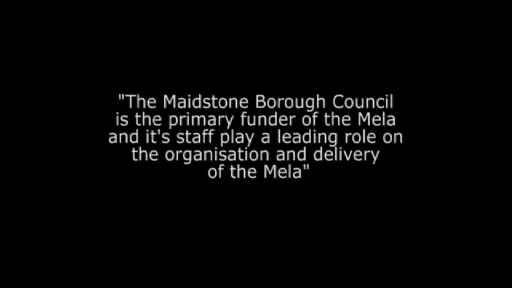 "The Maidstone Borough Council
is the primary funder of the Mela
and it's staff play a leading role on
the organisation and delivery
of the Mela"